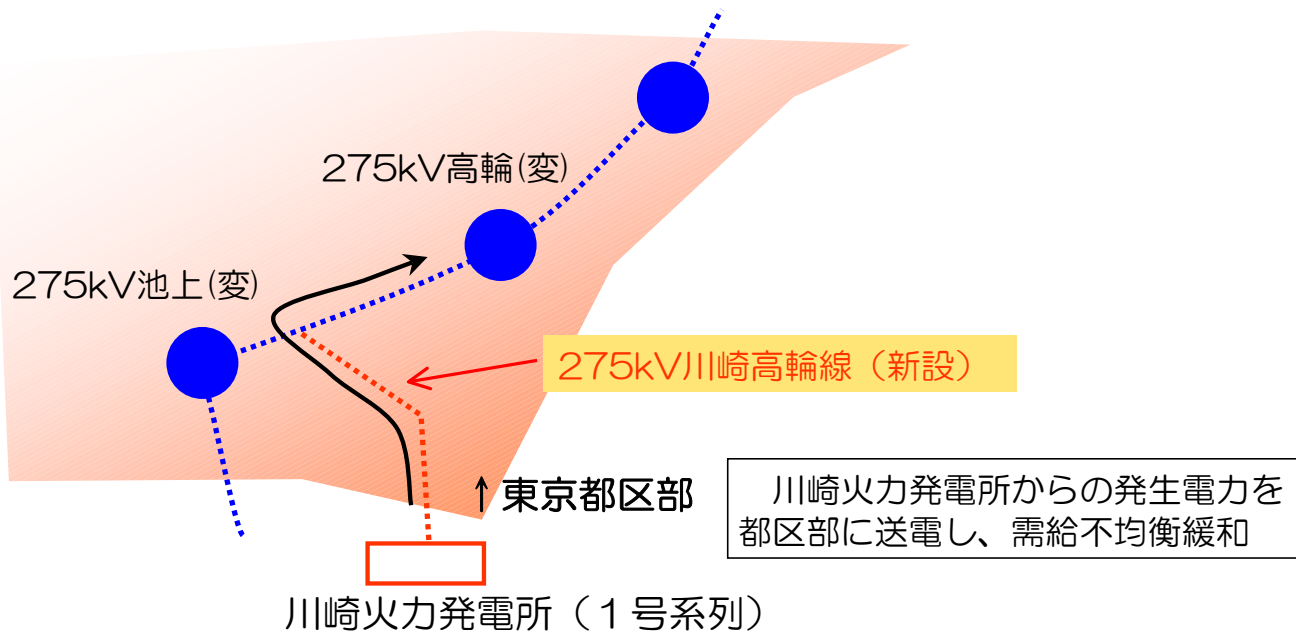 275kV高輪(変)
275kV池上(変)
275kV川崎高輪線（新設）
↑東京都区部
川崎火力発電所からの発生電力を
都区部に送電し、需給不均衡緩和
川崎火力発電所（１号系列）